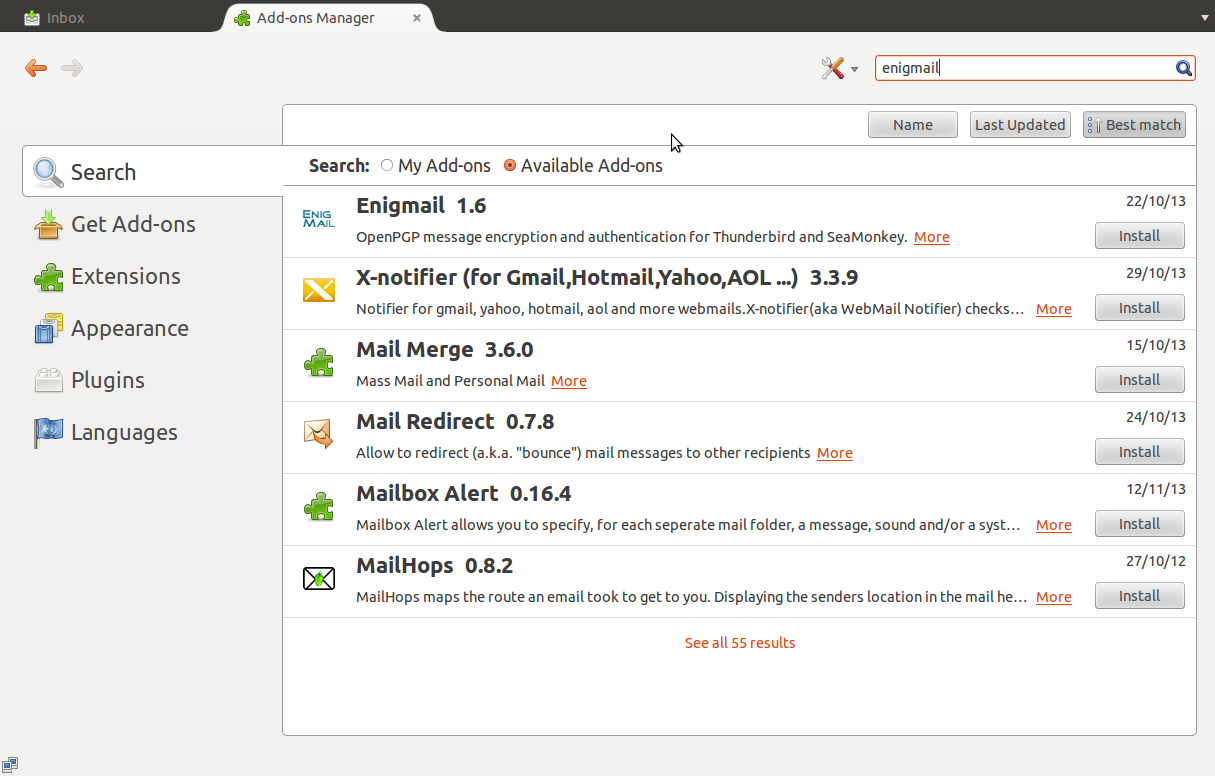 Inbox
Add-ons Manager
enigmail
Name
Last Updated
Best match
Search: My Add-ons Available Add-ons
Search
Get Add-ons
Extensions
Appearance
Plugins
Languages
ENIG
MAIL
Enigmail 1.6
22/10/13
OpenPGP message encryption and authentication for Thunderbird and SeaMonkey. More
Install
X-notifier (for Gmail,Hotmail,Yahoo,AOL ...) 3.3.9
29/10/13
Notifier for gmail, yahoo, hotmail, aol and more webmails.X-notifier(aka WebMail Notifier) checks… More
Install
Mail Merge 3.6.0
15/10/13
Mass Mail and Personal Mail More
Install
Mail Redirect 0.7.8
24/10/13
Allow to redirect (a.k.a. "bounce") mail messages to other recipients More
Install
Mailbox Alert 0.16.4
12/11/13
Mailbox Alert allows you to specify, for each seperate mail folder, a message, sound and/or a syst… More
Install
MailHops 0.8.2
27/10/12
MailHops maps the route an email took to get to you. Displaying the senders location in the mail he… More
Install
See all 55 results